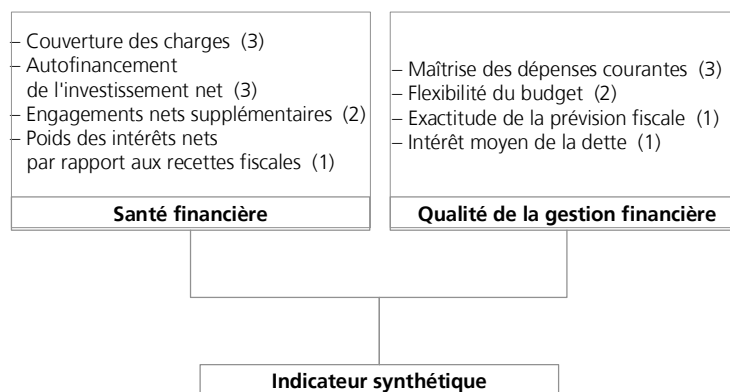 – Couverture des charges (3)
– Autofinancement
de l'investissement net (3)
– Engagements nets supplémentaires (2)
– Poids des intérêts nets
par rapport aux recettes fiscales (1)
Santé financière
– Maîtrise des dépenses courantes (3)
– Flexibilité du budget (2)
– Exactitude de la prévision fiscale (1)
– Intérêt moyen de la dette (1)
Qualité de la gestion financière
Indicateur synthétique